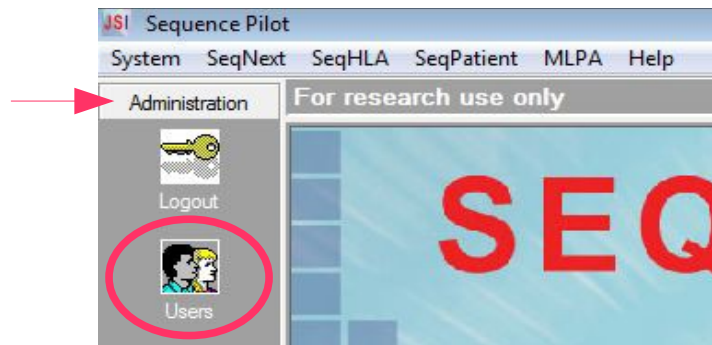 JSI Sequence Pilot
System SeqNext SeqHLA SeqPatient MLPA Help
Administration
For research use only
Logout
Users
SEQ